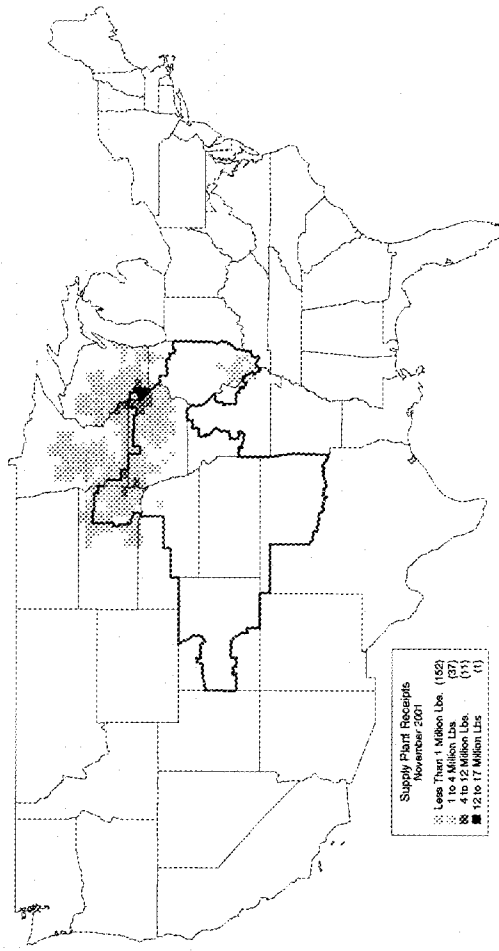 Supply Plant Receipts
November 2001
Less Than 1 Million Lbs. (152)
1 to 4 Million Lbs. (37)
4 to 12 Million Lbs. (11)
12 to 17 Million Lbs (1)